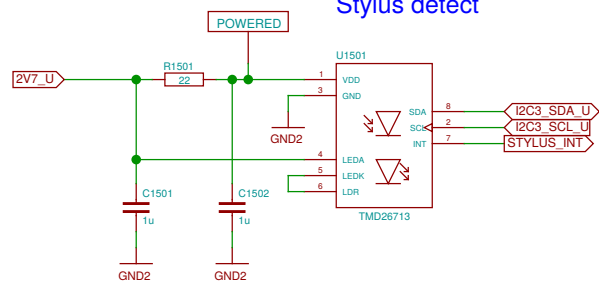 Stylus detect
POWERED
U1501
2V7_U
R1501
22
1 VDD
3 GND
SDA 8
I2C3_SDA_U
SCL 2
I2C3_SCL_U
INT 7
STYLUS_INT
GND2
4 LEDA
5 LEDK
6 LDR
C1501
1u
C1502
1u
TMD26713
GND2
GND2